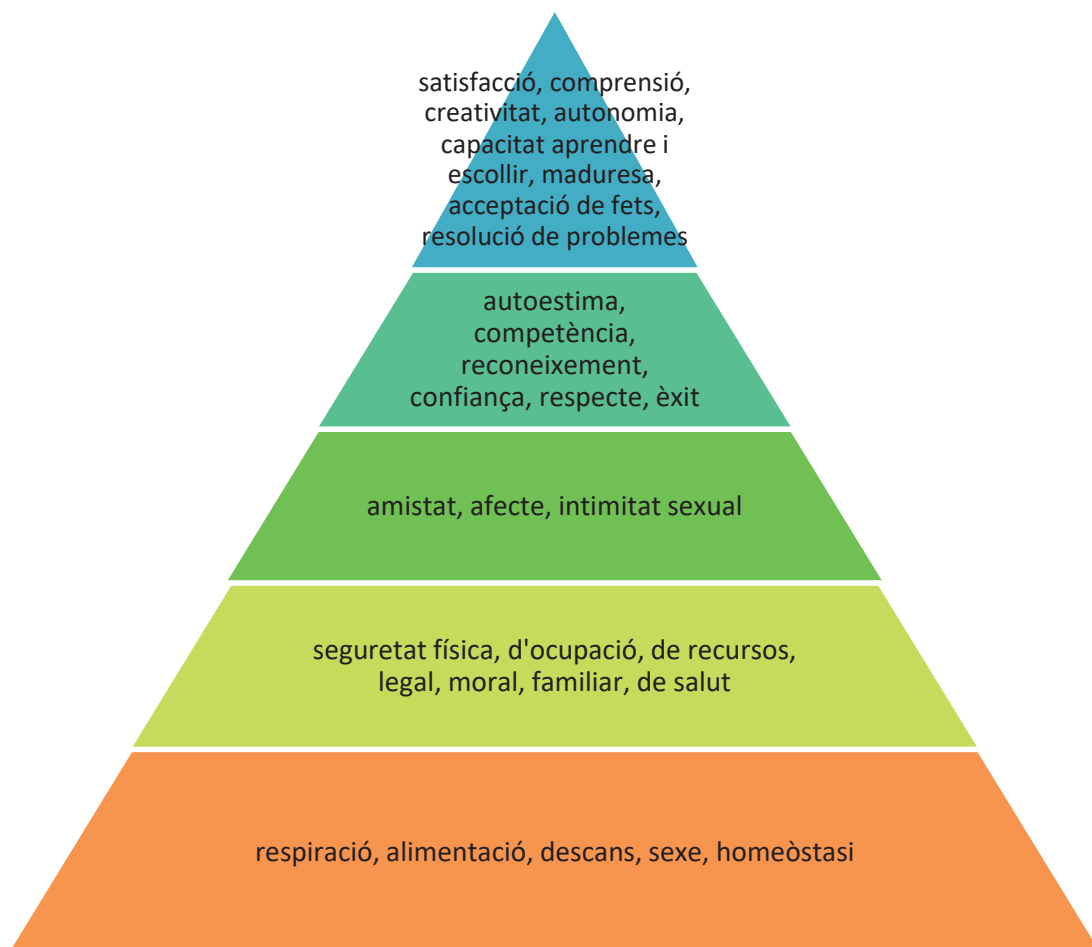 satisfacció, comprensió,
creativitat, autonomia,
capacitat aprendre i
escollir, maduresa,
acceptació de fets,
resolució de problemes
autoestima,
competència,
reconeixement,
confiança, respecte, èxit
amistat, afecte, intimitat sexual
seguretat física, d'ocupació, de recursos,
legal, moral, familiar, de salut
respiració, alimentació, descans, sexe, homeòstasi